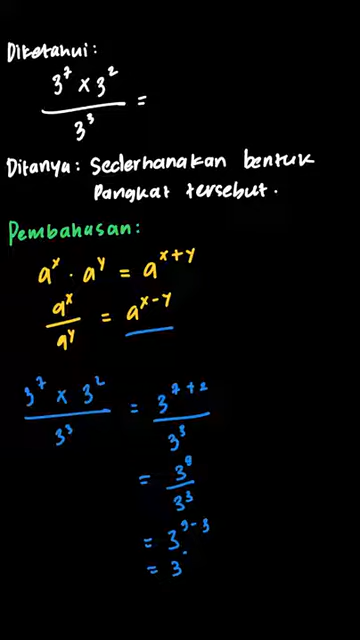 Diketahui:
3⁷ x 3² / 3³ =
Ditanya: Sederhanakan bentuk
Pangkat tersebut.
Pembahasan:
aˣ . aʸ = aˣ⁺ʸ
aˣ / aʸ = aˣ⁻ʸ
3⁷ x 3² / 3³ = 3⁷⁺² / 3³
= 3⁹ / 3³
= 3⁹⁻³
= 3